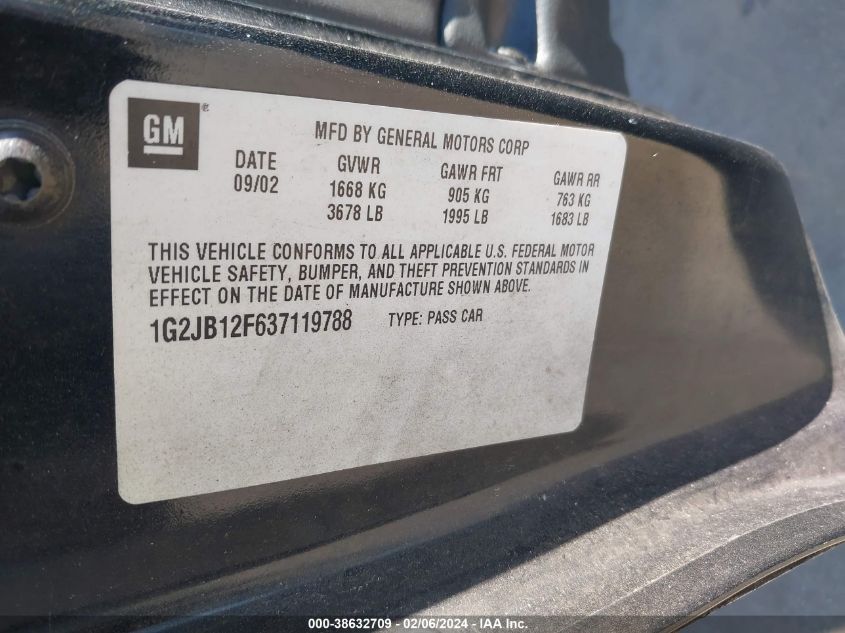 GM
MFD BY GENERAL MOTORS CORP
DATE GVWR GAWR FRT GAWR RR
09/02 1668 KG 905 KG 763 KG
3678 LB 1995 LB 1683 LB
THIS VEHICLE CONFORMS TO ALL APPLICABLE U.S. FEDERAL MOTOR
VEHICLE SAFETY, BUMPER, AND THEFT PREVENTION STANDARDS IN
EFFECT ON THE DATE OF MANUFACTURE SHOWN ABOVE.
1G2JB12F637119788 TYPE: PASS CAR
000-38632709 - 02/06/2024 - IAA Inc.